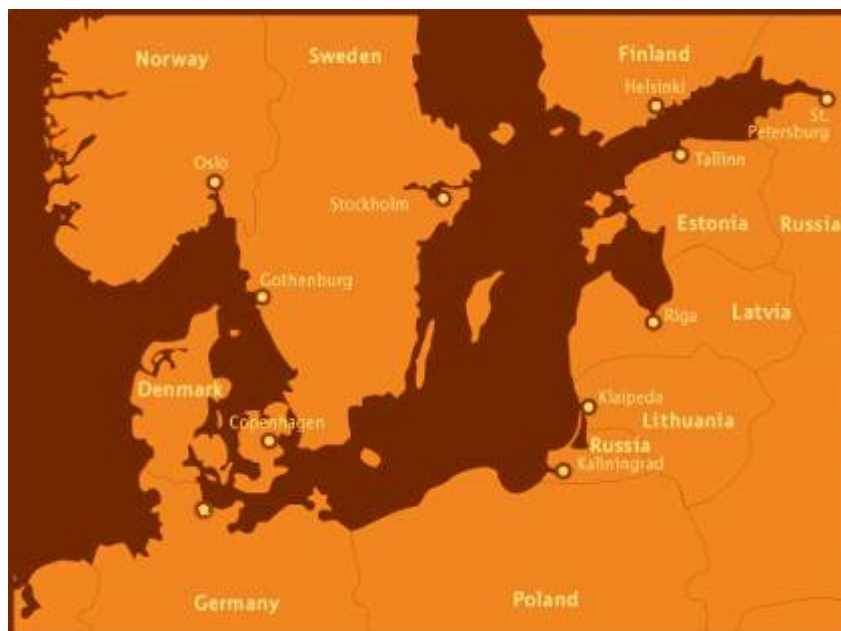 Norway
Sweden
Finland
Helsinki
St.
Petersburg
Oslo
Tallinn
Stockholm
Estonia
Russia
Gothenburg
Riga
Latvia
Denmark
Klaipeda
Copenhagen
Lithuania
Russia
Kaliningrad
Germany
Poland